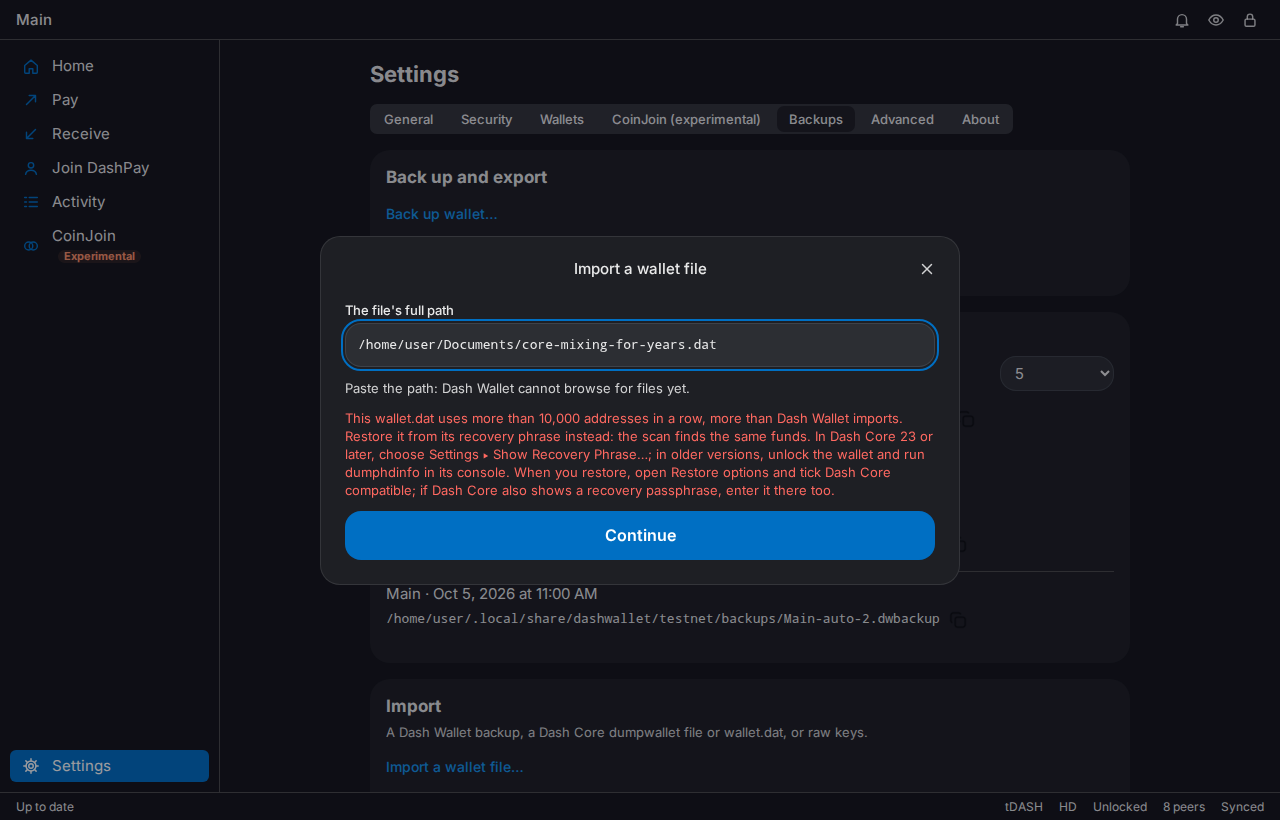 Main
Home
Pay
Receive
Join DashPay
Activity
CoinJoin
Experimental
Settings
Settings
General Security Wallets CoinJoin (experimental) Backups Advanced About
Back up and export
Back up wallet...
5
Import a wallet file
The file's full path
/home/user/Documents/core-mixing-for-years.dat
Paste the path: Dash Wallet cannot browse for files yet.
This wallet.dat uses more than 10,000 addresses in a row, more than Dash Wallet imports.
Restore it from its recovery phrase instead: the scan finds the same funds. In Dash Core 23 or
later, choose Settings ▸ Show Recovery Phrase...; in older versions, unlock the wallet and run
dumphdinfo in its console. When you restore, open Restore options and tick Dash Core
compatible; if Dash Core also shows a recovery passphrase, enter it there too.
Continue
Main · Oct 5, 2026 at 11:00 AM
/home/user/.local/share/dashwallet/testnet/backups/Main-auto-2.dwbackup
Import
A Dash Wallet backup, a Dash Core dumpwallet file or wallet.dat, or raw keys.
Import a wallet file...
Up to date
tDASH HD Unlocked 8 peers Synced